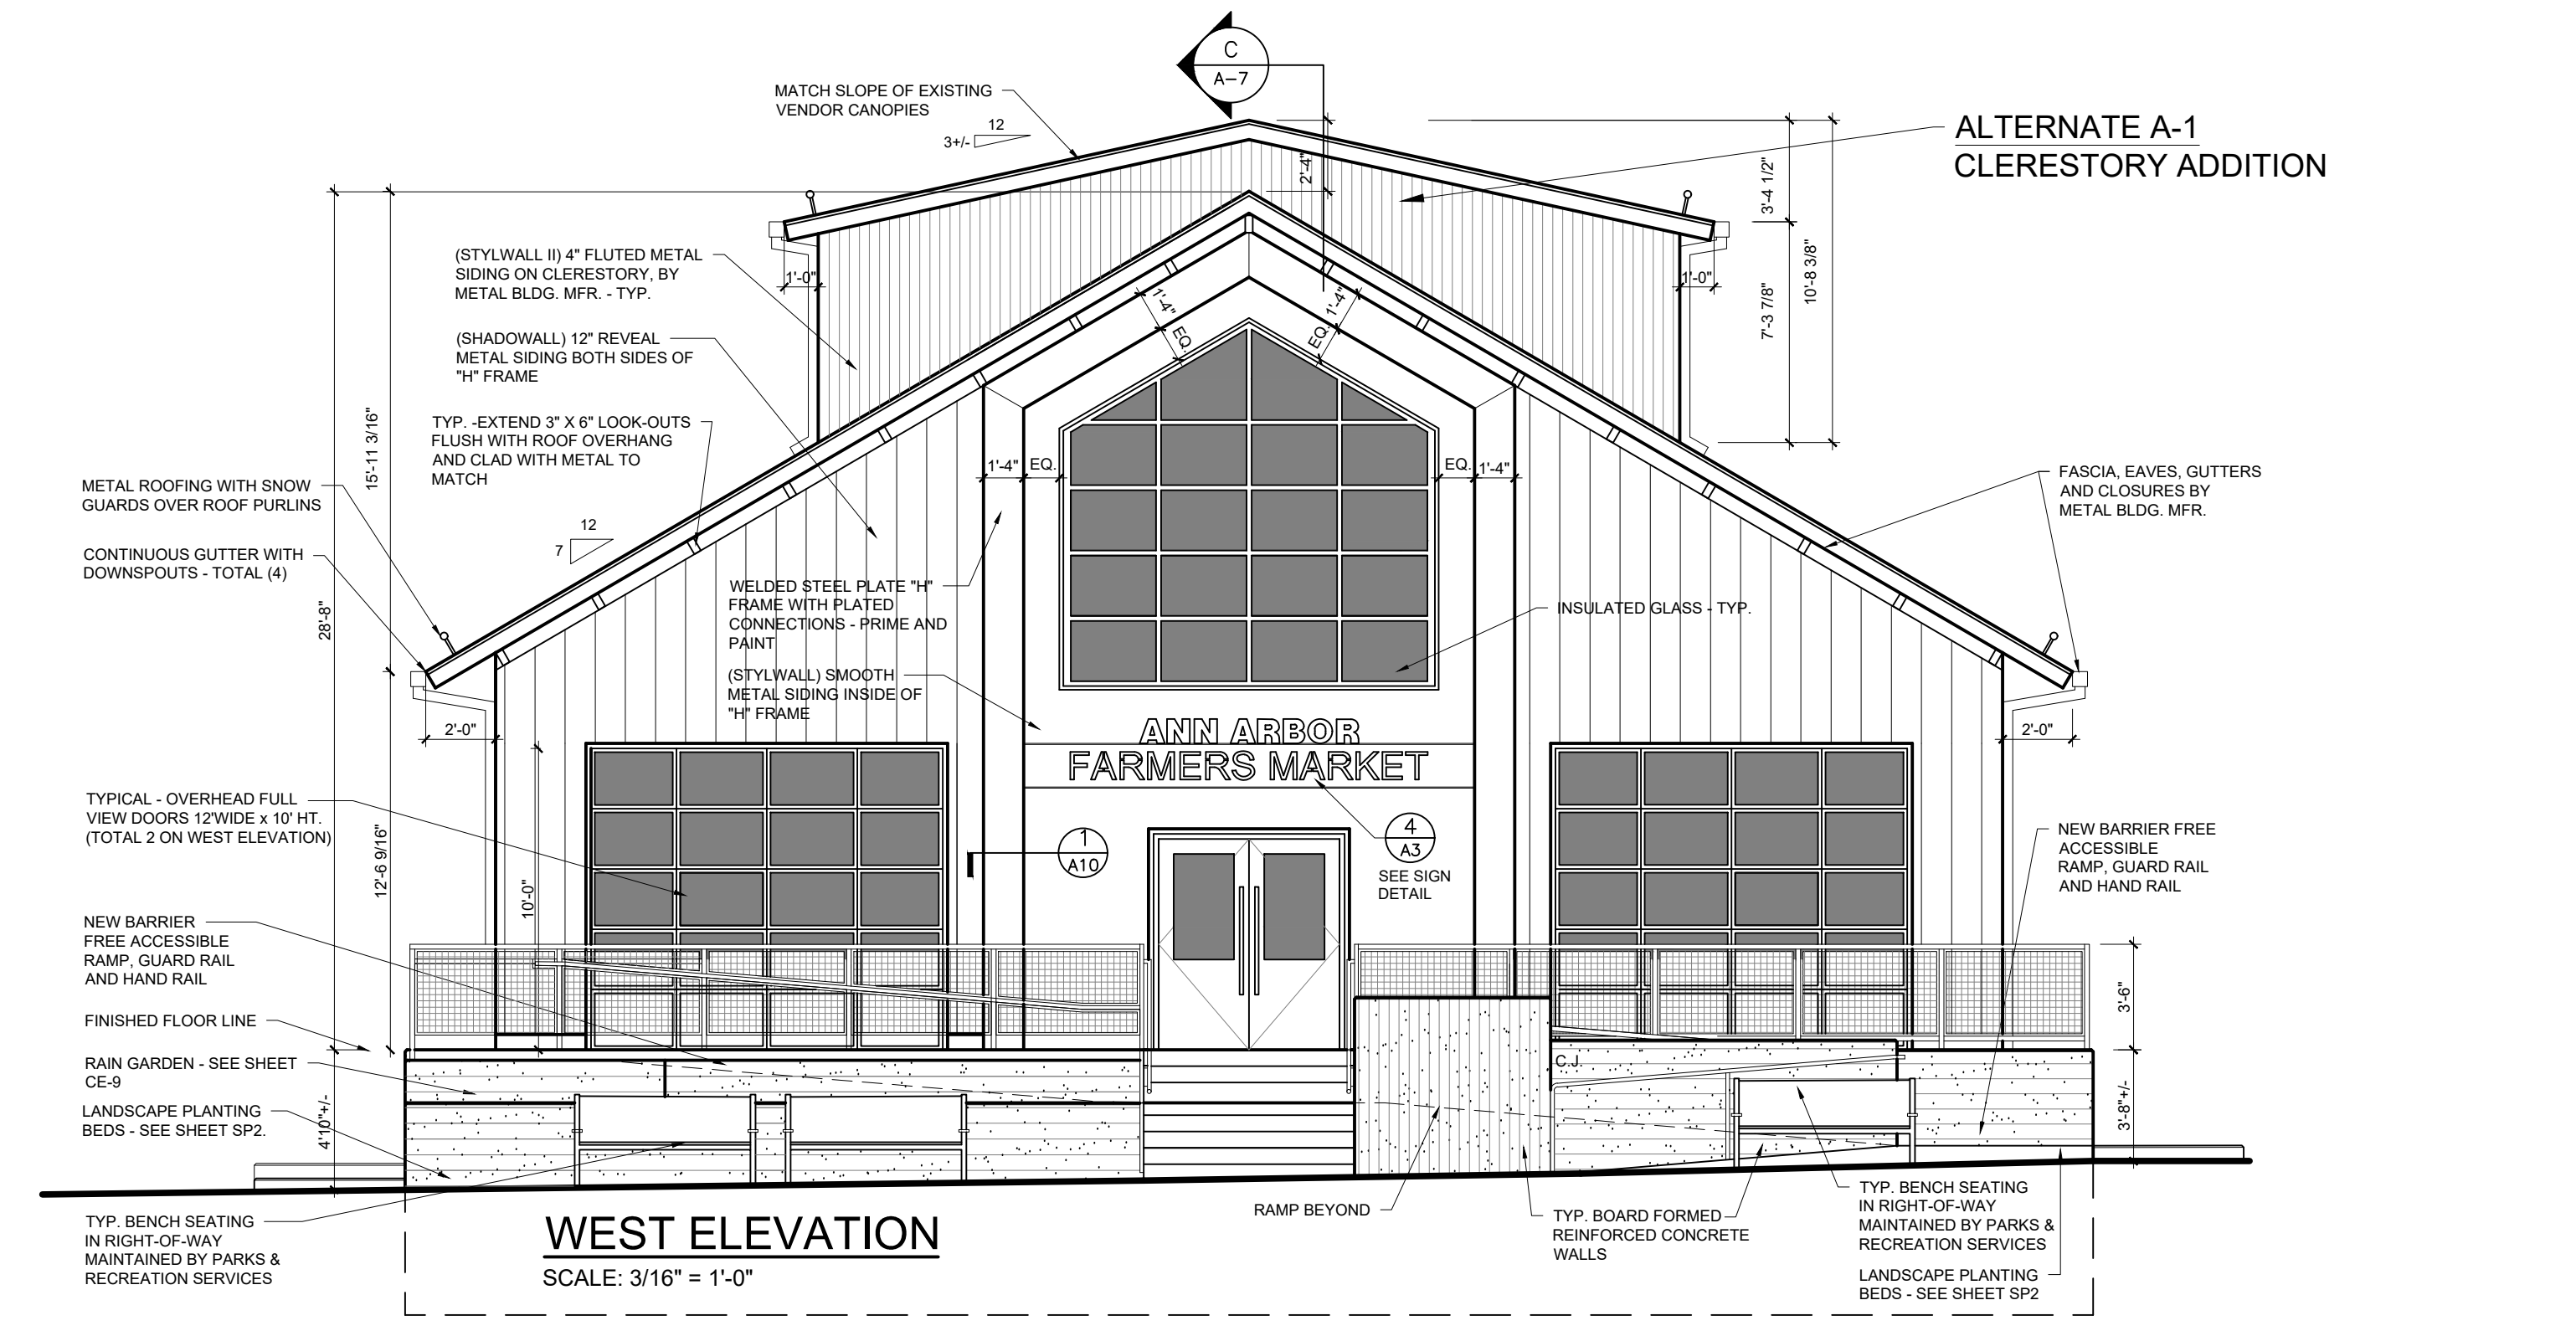 C
A-7
MATCH SLOPE OF EXISTING
VENDOR CANOPIES
12
3+/-
ALTERNATE A-1
CLERESTORY ADDITION
2'-4"
3'-4 1/2"
10'-8 3/8"
7'-3 7/8"
(STYLWALL II) 4" FLUTED METAL
SIDING ON CLERESTORY, BY
METAL BLDG. MFR. - TYP.
1'-0"
1'-0"
1'-4"
EQ.
EQ.
1'-4"
(SHADOWALL) 12" REVEAL
METAL SIDING BOTH SIDES OF
"H" FRAME
TYP. -EXTEND 3" X 6" LOOK-OUTS
FLUSH WITH ROOF OVERHANG
AND CLAD WITH METAL TO
MATCH
15'-11 3/16"
1'-4"
EQ.
EQ.
1'-4"
METAL ROOFING WITH SNOW
GUARDS OVER ROOF PURLINS
FASCIA, EAVES, GUTTERS
AND CLOSURES BY
METAL BLDG. MFR.
12
7
CONTINUOUS GUTTER WITH
DOWNSPOUTS - TOTAL (4)
28'-8"
WELDED STEEL PLATE "H"
FRAME WITH PLATED
CONNECTIONS - PRIME AND
PAINT
INSULATED GLASS - TYP.
(STYLWALL) SMOOTH
METAL SIDING INSIDE OF
"H" FRAME
2'-0"
2'-0"
ANN ARBOR
FARMERS MARKET
TYPICAL - OVERHEAD FULL
VIEW DOORS 12'WIDE x 10' HT.
(TOTAL 2 ON WEST ELEVATION)
12'-6 9/16"
10'-0"
1
A10
4
A3
SEE SIGN
DETAIL
NEW BARRIER FREE
ACCESSIBLE
RAMP, GUARD RAIL
AND HAND RAIL
NEW BARRIER
FREE ACCESSIBLE
RAMP, GUARD RAIL
AND HAND RAIL
3'-6"
FINISHED FLOOR LINE
RAIN GARDEN - SEE SHEET
CE-9
C.J.
LANDSCAPE PLANTING
BEDS - SEE SHEET SP2.
4'10"+/-
3'-8"+/-
TYP. BENCH SEATING
IN RIGHT-OF-WAY
MAINTAINED BY PARKS &
RECREATION SERVICES
WEST ELEVATION
SCALE: 3/16" = 1'-0"
RAMP BEYOND
TYP. BOARD FORMED
REINFORCED CONCRETE
WALLS
TYP. BENCH SEATING
IN RIGHT-OF-WAY
MAINTAINED BY PARKS &
RECREATION SERVICES
LANDSCAPE PLANTING
BEDS - SEE SHEET SP2